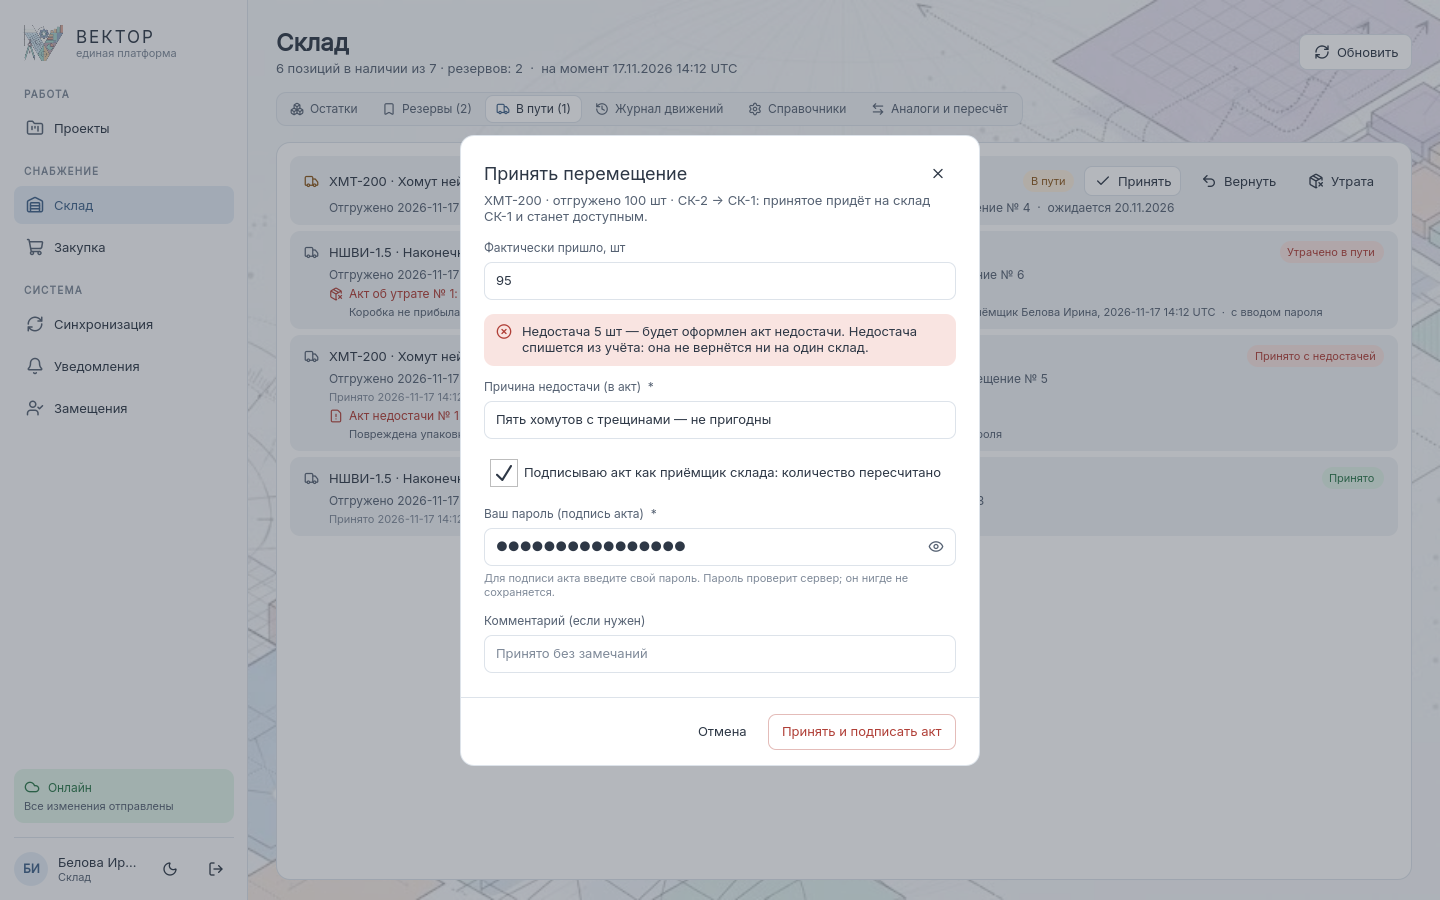 ВЕКТОР
единая платформа
РАБОТА
Проекты
СНАБЖЕНИЕ
Склад
Закупка
СИСТЕМА
Синхронизация
Уведомления
Замещения
Онлайн
Все изменения отправлены
БИ
Белова Ир...
Склад
Склад
6 позиций в наличии из 7 · резервов: 2 · на момент 17.11.2026 14:12 UTC
Обновить
Остатки
Резервы (2)
В пути (1)
Журнал движений
Справочники
Аналоги и пересчёт
ХМТ-200 · Хомут
В пути
Принять
Вернуть
Утрата
Отгружено 2026-11-17
№ 4 · ожидается 20.11.2026
НШВИ-1.5 ·
Утрачено в пути
Отгружено 2026-11-17
№ 6
Акт об утрате № 1:
Коробка не прибыла
Белова Ирина, 2026-11-17 14:12 UTC · с вводом пароля
ХМТ-200 · Хомут
Принято с недостачей
Отгружено 2026-11-17
№ 5
Принято 2026-11-17 14:12
Акт недостачи № 1
Повреждена
НШВИ-1.5 ·
Принято
Отгружено 2026-11-17
Принято 2026-11-17 14:12
Принять перемещение
ХМТ-200 · отгружено 100 шт · СК-2 → СК-1: принятое придёт на склад
СК-1 и станет доступным.
Фактически пришло, шт
95
Недостача 5 шт — будет оформлен акт недостачи. Недостача
спишется из учёта: она не вернётся ни на один склад.
Причина недостачи (в акт) *
Пять хомутов с трещинами — не пригодны
Подписываю акт как приёмщик склада: количество пересчитано
Ваш пароль (подпись акта) *
Для подписи акта введите свой пароль. Пароль проверит сервер; он нигде не
сохраняется.
Комментарий (если нужен)
Принято без замечаний
Отмена
Принять и подписать акт